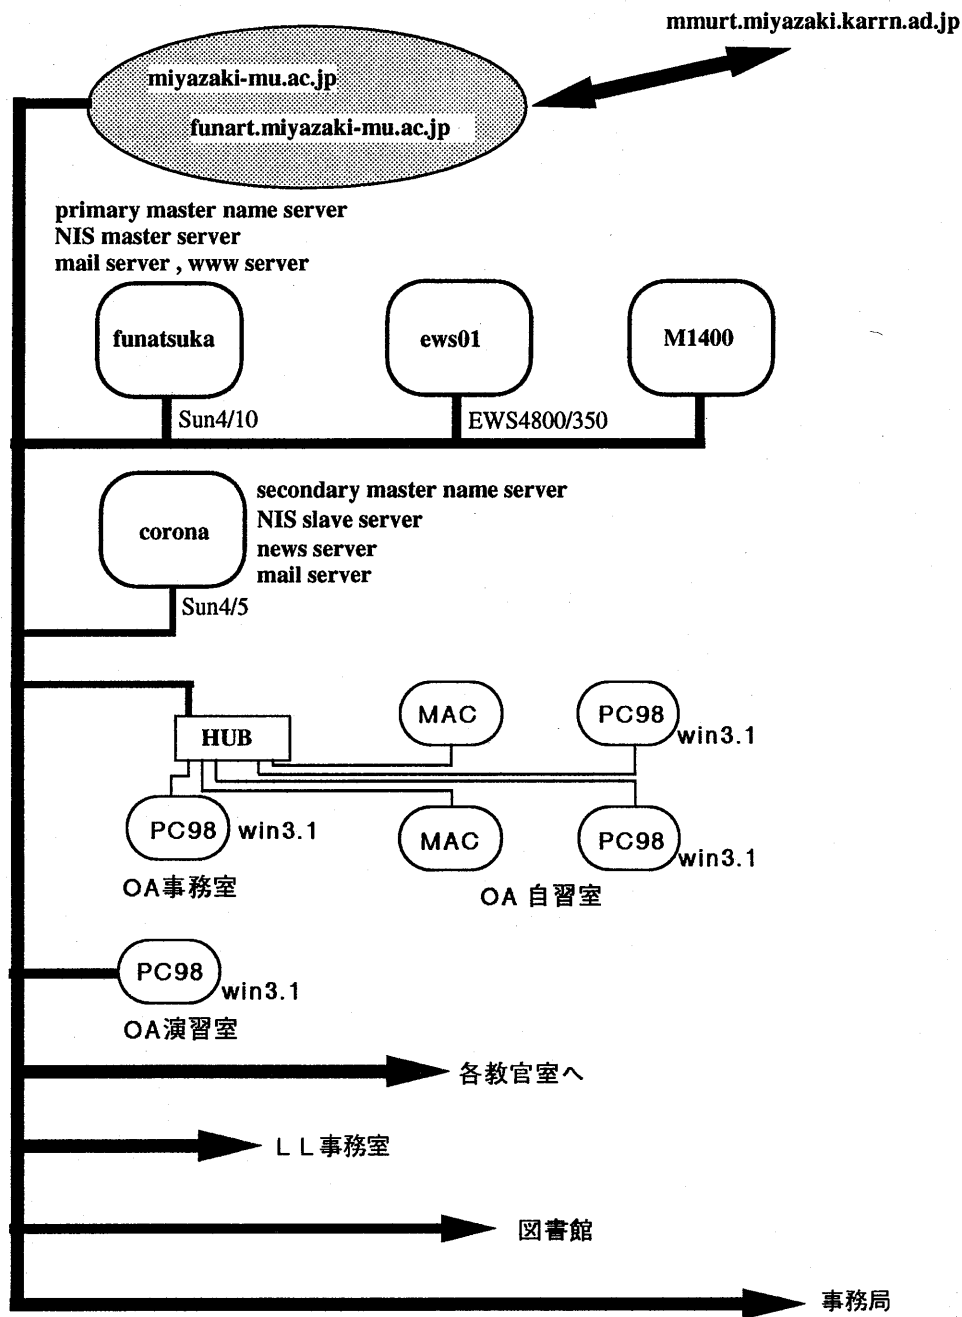 mmurt.miyazaki.karrn.ad.jp
miyazaki-mu.ac.jp
funart.miyazaki-mu.ac.jp
primary master name server
NIS master server
mail server , www server
funatsuka
ews01
M1400
Sun4/10
EWS4800/350
corona
secondary master name server
NIS slave server
news server
mail server
Sun4/5
HUB
MAC
PC98
win3.1
PC98
win3.1
MAC
PC98
win3.1
OA事務室
OA 自習室
PC98
win3.1
OA演習室
各教官室へ
LL事務室
図書館
事務局